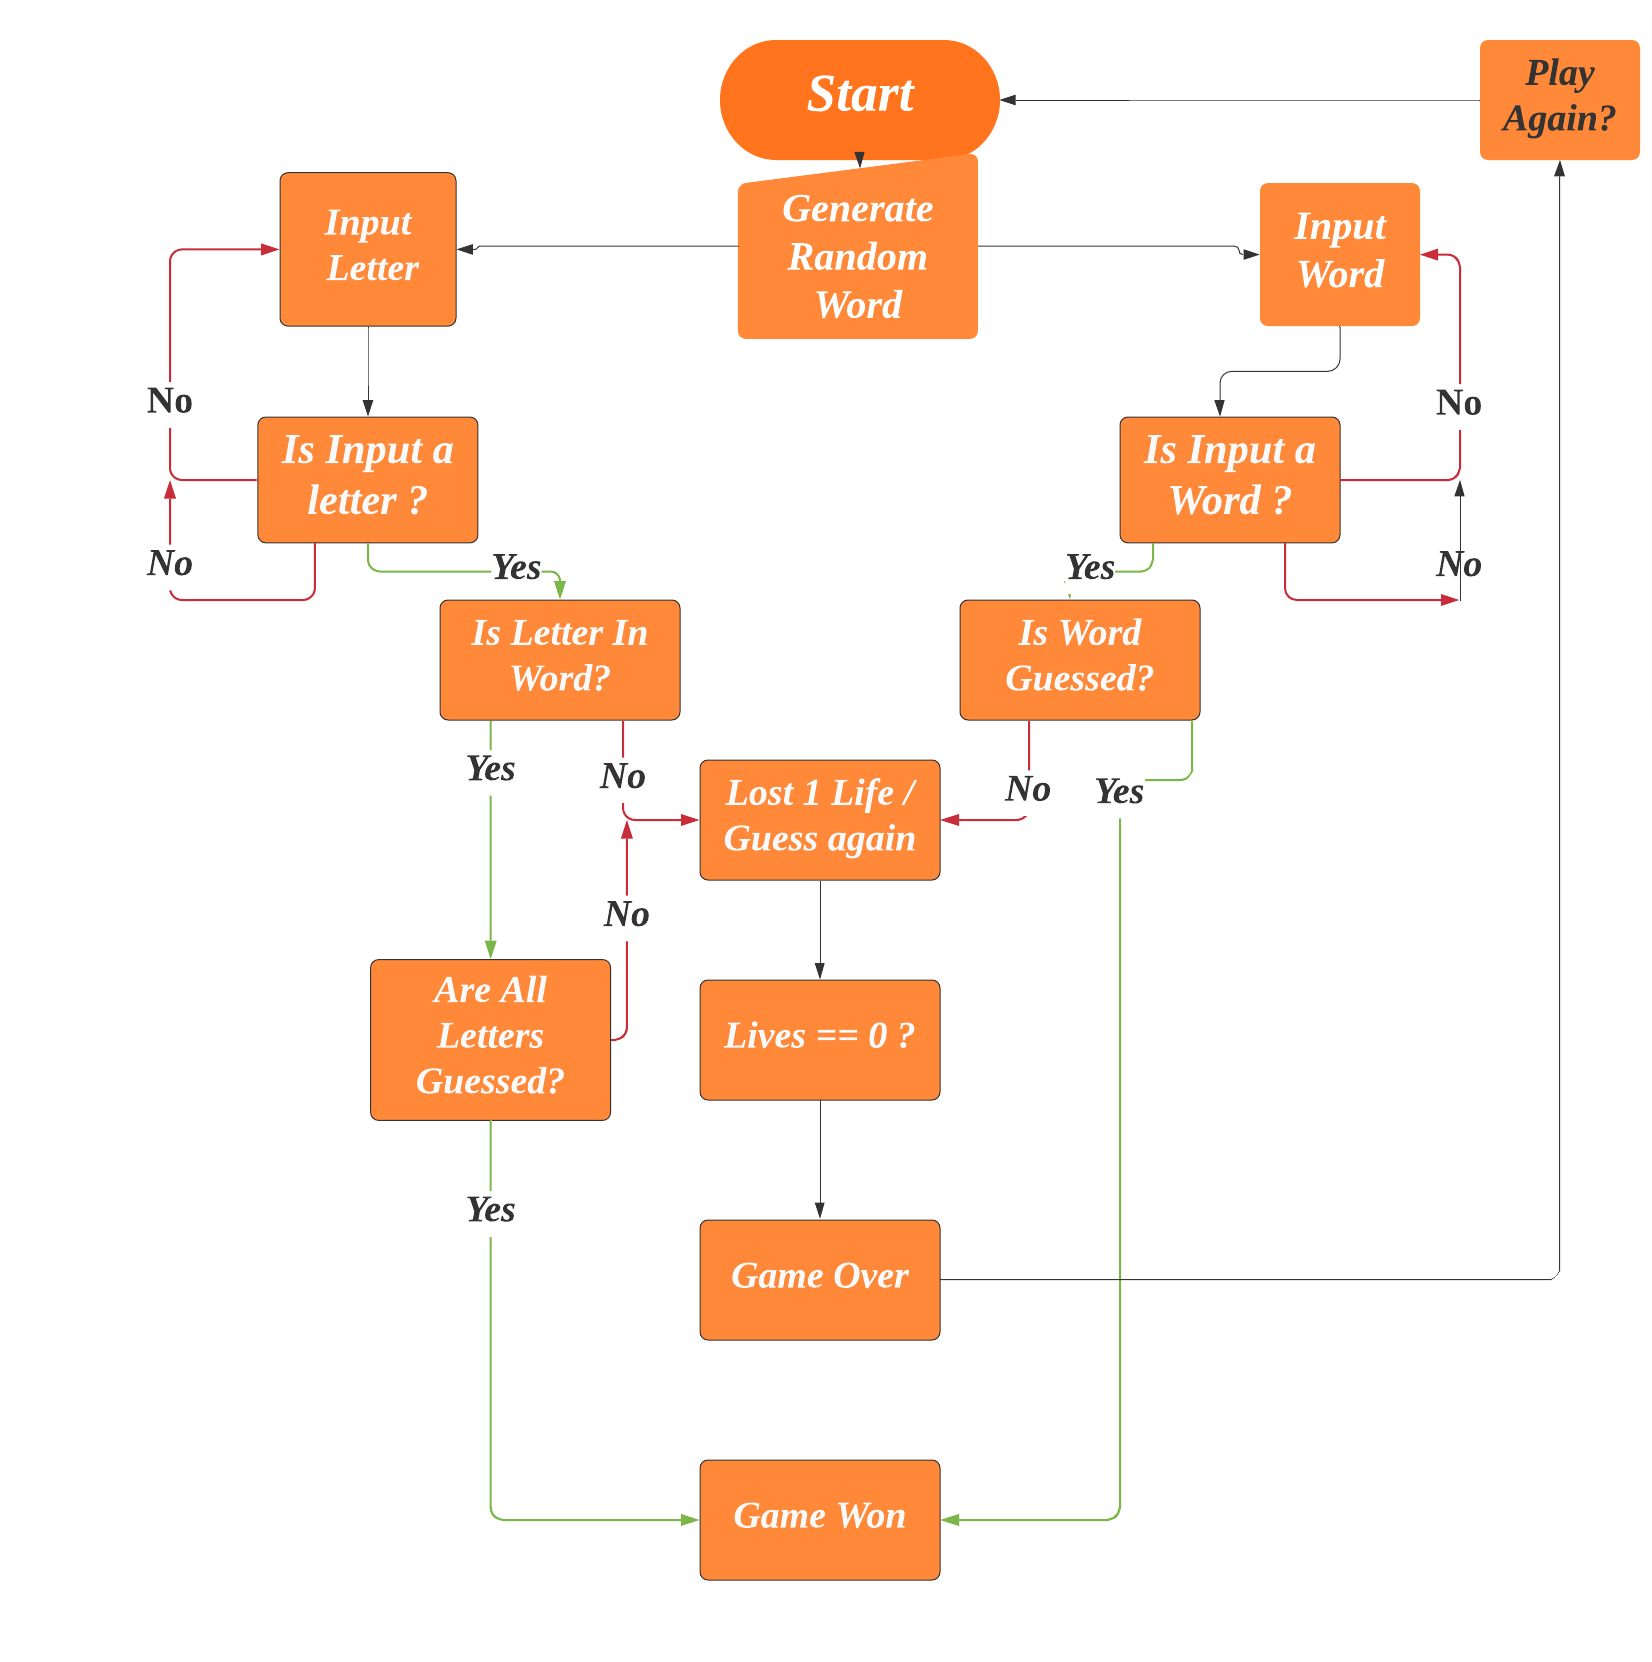 Start
Play
Again?
Input
Letter
Generate
Random
Word
Input
Word
No
No
Is Input a
letter ?
Is Input a
Word ?
No
Yes
Yes
No
Is Letter In
Word?
Is Word
Guessed?
Yes
No
Lost 1 Life /
Guess again
No
Yes
No
Are All
Letters
Guessed?
Lives == 0 ?
Yes
Game Over
Game Won